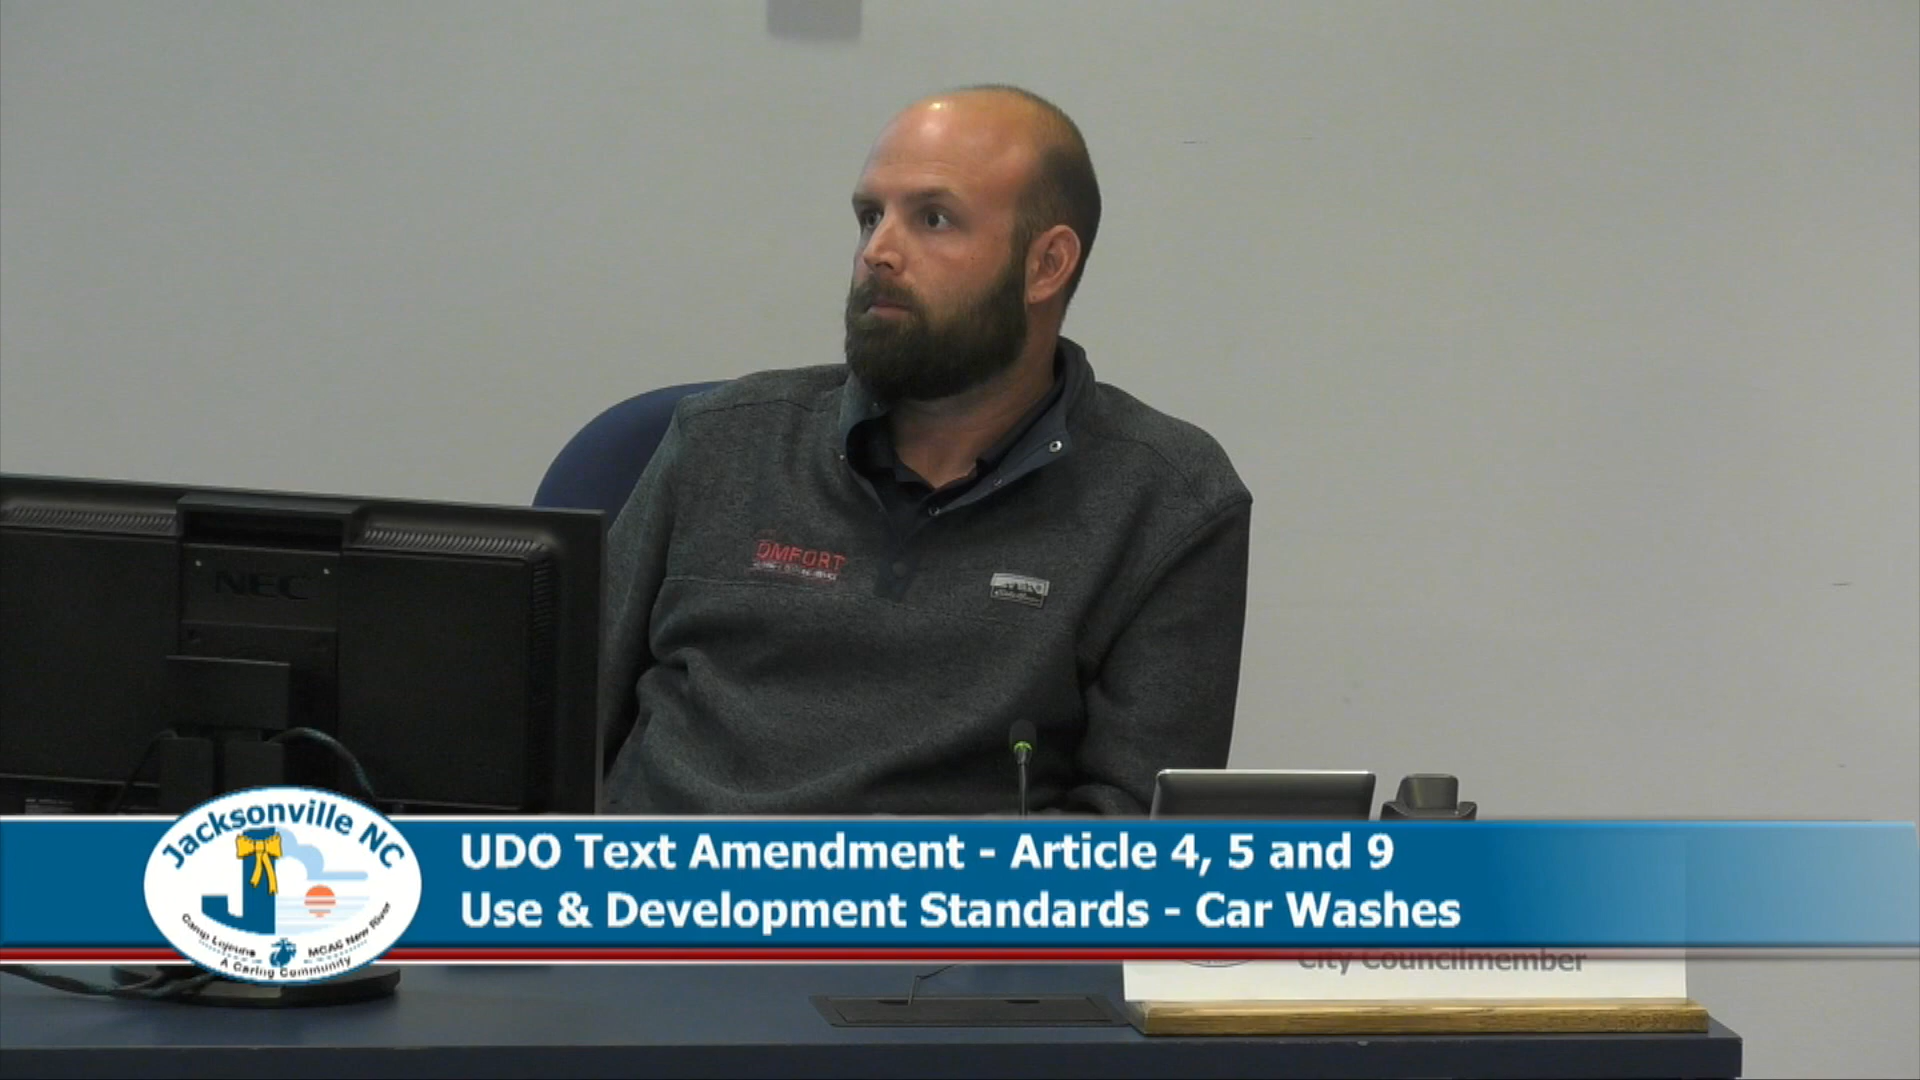 NEC
OMFORT
Jacksonville NC
J
Camp Lejeune
MCAS New River
A Caring Community
UDO Text Amendment - Article 4, 5 and 9
Use & Development Standards - Car Washes
City Councilmember